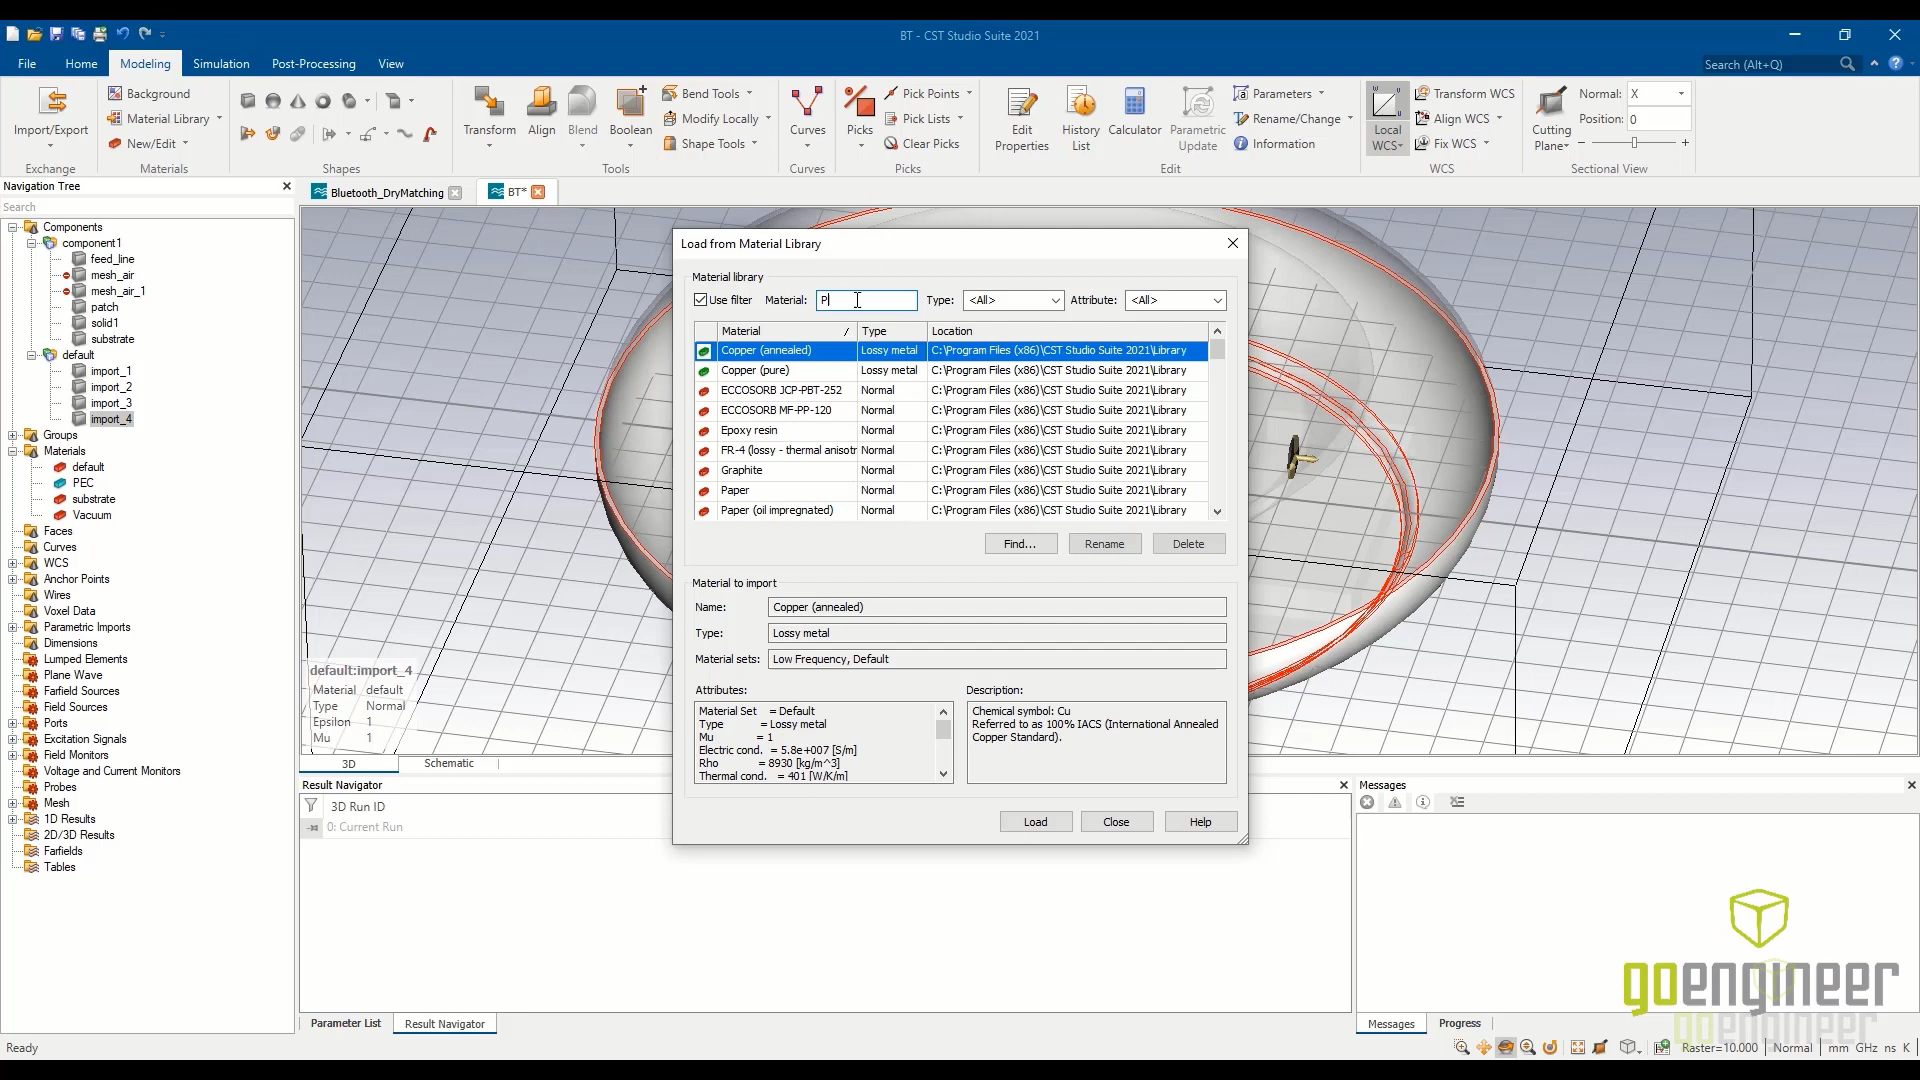 BT - CST Studio Suite 2021
File Home Modeling Simulation Post-Processing View Search (Alt+Q)
Import/Export
Exchange
Background
Material Library
New/Edit
Materials
Shapes
Transform Align Blend Boolean
Bend Tools
Modify Locally
Shape Tools
Tools
Curves
Curves
Picks
Pick Points
Pick Lists
Clear Picks
Picks
Edit Properties
History List
Calculator
Parametric Update
Parameters
Rename/Change
Information
Edit
Local WCS
Transform WCS
Align WCS
Fix WCS
WCS
Cutting Plane
Normal: X
Position: 0
Sectional View
Navigation Tree
Search
Components
component1
feed_line
mesh_air
mesh_air_1
patch
solid1
substrate
default
import_1
import_2
import_3
import_4
Groups
Materials
default
PEC
substrate
Vacuum
Faces
Curves
WCS
Anchor Points
Wires
Voxel Data
Parametric Imports
Dimensions
Lumped Elements
Plane Wave
Farfield Sources
Field Sources
Ports
Excitation Signals
Field Monitors
Voltage and Current Monitors
Probes
Mesh
1D Results
2D/3D Results
Farfields
Tables
Bluetooth_DryMatching BT*
default:import_4
Material default
Type Normal
Epsilon 1
Mu 1
3D Schematic
Load from Material Library
Material library
Use filter Material: P Type: <All> Attribute: <All>
Material / Type Location
Copper (annealed) Lossy metal C:\Program Files (x86)\CST Studio Suite 2021\Library
Copper (pure) Lossy metal C:\Program Files (x86)\CST Studio Suite 2021\Library
ECCOSORB JCP-PBT-252 Normal C:\Program Files (x86)\CST Studio Suite 2021\Library
ECCOSORB MF-PP-120 Normal C:\Program Files (x86)\CST Studio Suite 2021\Library
Epoxy resin Normal C:\Program Files (x86)\CST Studio Suite 2021\Library
FR-4 (lossy - thermal anisotr Normal C:\Program Files (x86)\CST Studio Suite 2021\Library
Graphite Normal C:\Program Files (x86)\CST Studio Suite 2021\Library
Paper Normal C:\Program Files (x86)\CST Studio Suite 2021\Library
Paper (oil impregnated) Normal C:\Program Files (x86)\CST Studio Suite 2021\Library
Find... Rename Delete
Material to import
Name: Copper (annealed)
Type: Lossy metal
Material sets: Low Frequency, Default
Attributes:
Material Set = Default
Type = Lossy metal
Mu = 1
Electric cond. = 5.8e+007 [S/m]
Rho = 8930 [kg/m^3]
Thermal cond. = 401 [W/K/m]
Description:
Chemical symbol: Cu
Referred to as 100% IACS (International Annealed
Copper Standard).
Load Close Help
Result Navigator
3D Run ID
0: Current Run
Parameter List Result Navigator
Messages
Messages Progress
goengineer
goengineer
Ready
Raster=10.000 Normal mm GHz ns K